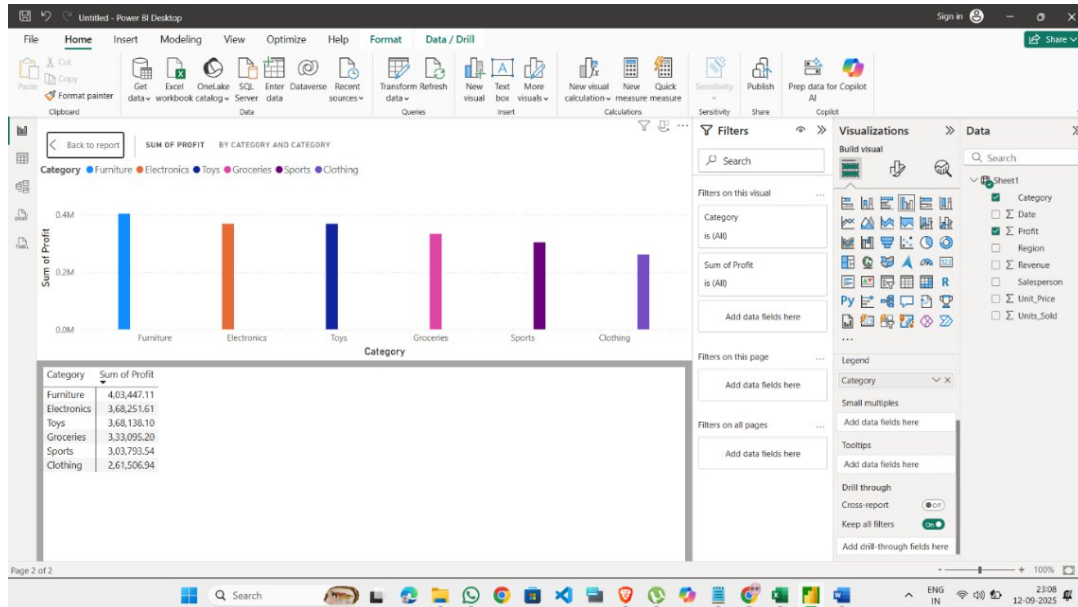 Untitled - Power BI Desktop
Sign in
File Home Insert Modeling View Optimize Help Format Data / Drill
Share
Paste
Cut
Copy
Format painter
Clipboard
Get data
Excel workbook
OneLake catalog
SQL Server
Enter data
Dataverse
Recent sources
Data
Transform data
Refresh
Queries
New visual
Text box
More visuals
Insert
New visual calculation
New measure
Quick measure
Calculations
Sensitivity
Sensitivity
Publish
Share
Prep data for AI
Copilot
Copilot
Back to report
SUM OF PROFIT BY CATEGORY AND CATEGORY
Category Furniture Electronics Toys Groceries Sports Clothing
Sum of Profit
0.4M
0.2M
0.0M
Furniture Electronics Toys Groceries Sports Clothing
Category
Category Sum of Profit
Furniture 4,03,447.11
Electronics 3,68,251.61
Toys 3,68,138.10
Groceries 3,33,095.20
Sports 3,03,793.54
Clothing 2,61,506.94
Filters
Search
Filters on this visual
Category
is (All)
Sum of Profit
is (All)
Add data fields here
Filters on this page
Add data fields here
Filters on all pages
Add data fields here
Visualizations
Build visual
123
R
Py
Legend
Category
Small multiples
Add data fields here
Tooltips
Add data fields here
Drill through
Cross-report
Off
Keep all filters
On
Add drill-through fields here
Data
Search
Sheet1
Category
Date
Profit
Region
Revenue
Salesperson
Unit_Price
Units_Sold
Page 2 of 2
100%
Search
ENG
IN
23:08
12-09-2025